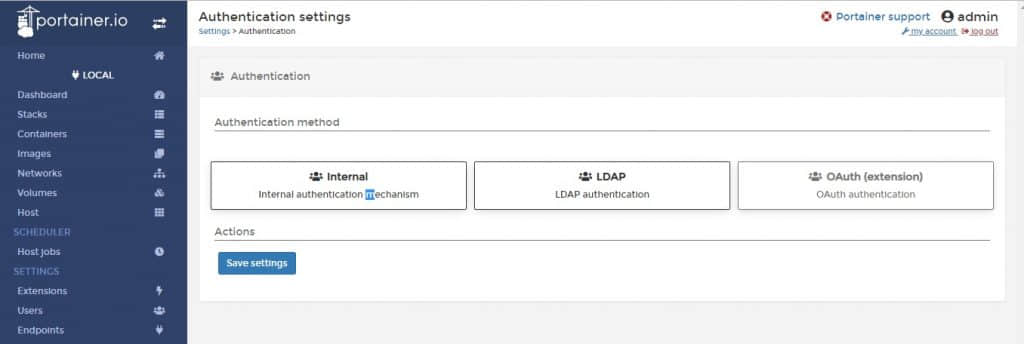 portainer.io
Home
LOCAL
Dashboard
Stacks
Containers
Images
Networks
Volumes
Host
SCHEDULER
Host jobs
SETTINGS
Extensions
Users
Endpoints
Authentication settings
Settings > Authentication
Portainer support admin
my account log out
Authentication
Authentication method
Internal
Internal authentication mechanism
LDAP
LDAP authentication
OAuth (extension)
OAuth authentication
Actions
Save settings